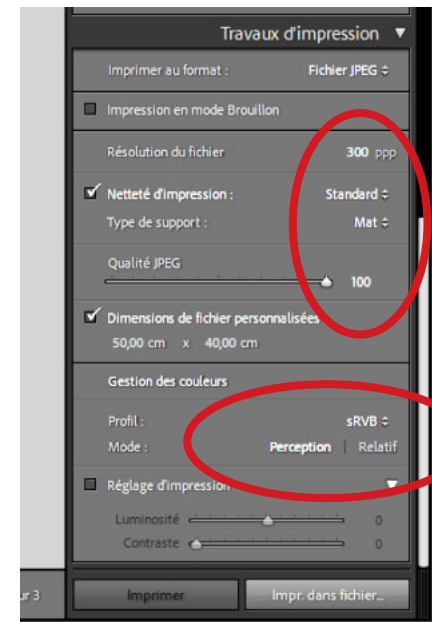 Travaux d'impression ▼
Imprimer au format : Fichier JPEG
Impression en mode Brouillon
Résolution du fichier 300 ppp
Netteté d'impression : Standard
Type de support : Mat
Qualité JPEG
100
Dimensions de fichier personnalisées
50,00 cm x 40,00 cm
Gestion des couleurs
Profil : sRVB
Mode : Perception | Relatif
Réglage d'impression
Luminosité 0
Contraste 0
ur 3 Imprimer Impr. dans fichier...